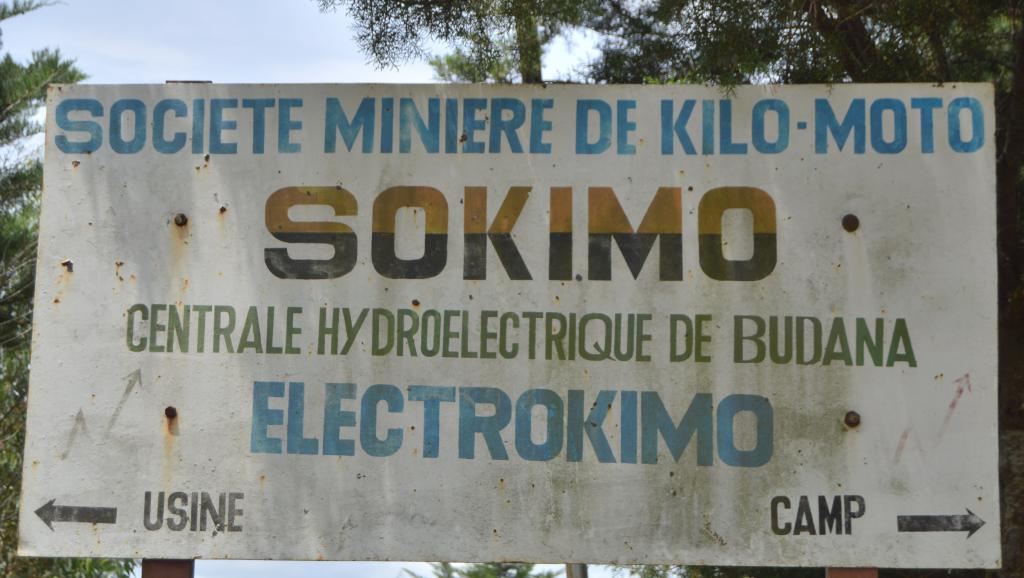 SOCIETE MINIERE DE KILO-MOTO
SOKIMO
CENTRALE HYDROELECTRIQUE DE BUDANA
ELECTROKIMO
← USINE CAMP →